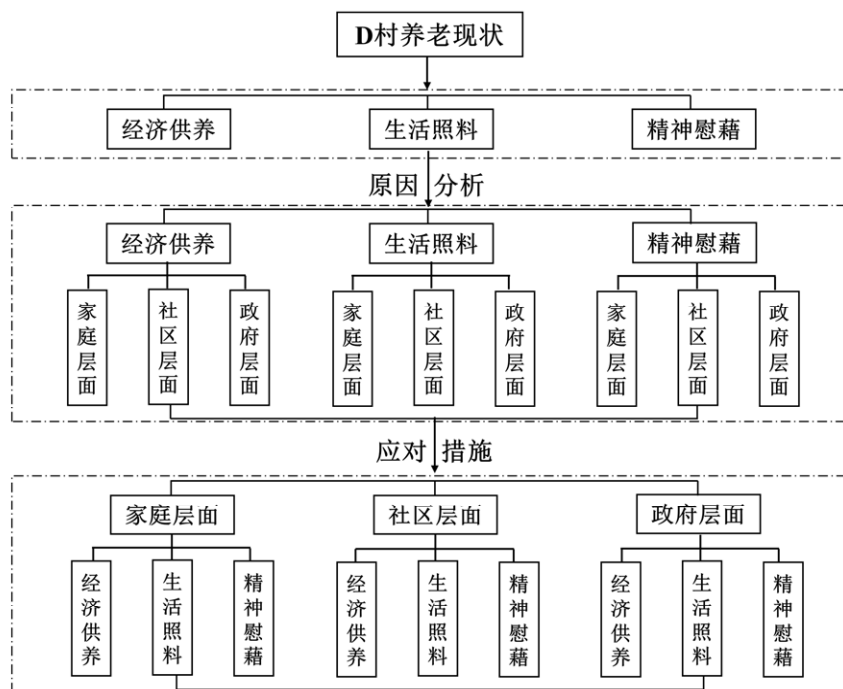 D村养老现状
经济供养
生活照料
精神慰藉
原因 分析
经济供养
生活照料
精神慰藉
家庭层面
社区层面
政府层面
家庭层面
社区层面
政府层面
家庭层面
社区层面
政府层面
应对 措施
家庭层面
社区层面
政府层面
经济供养
生活照料
精神慰藉
经济供养
生活照料
精神慰藉
经济供养
生活照料
精神慰藉